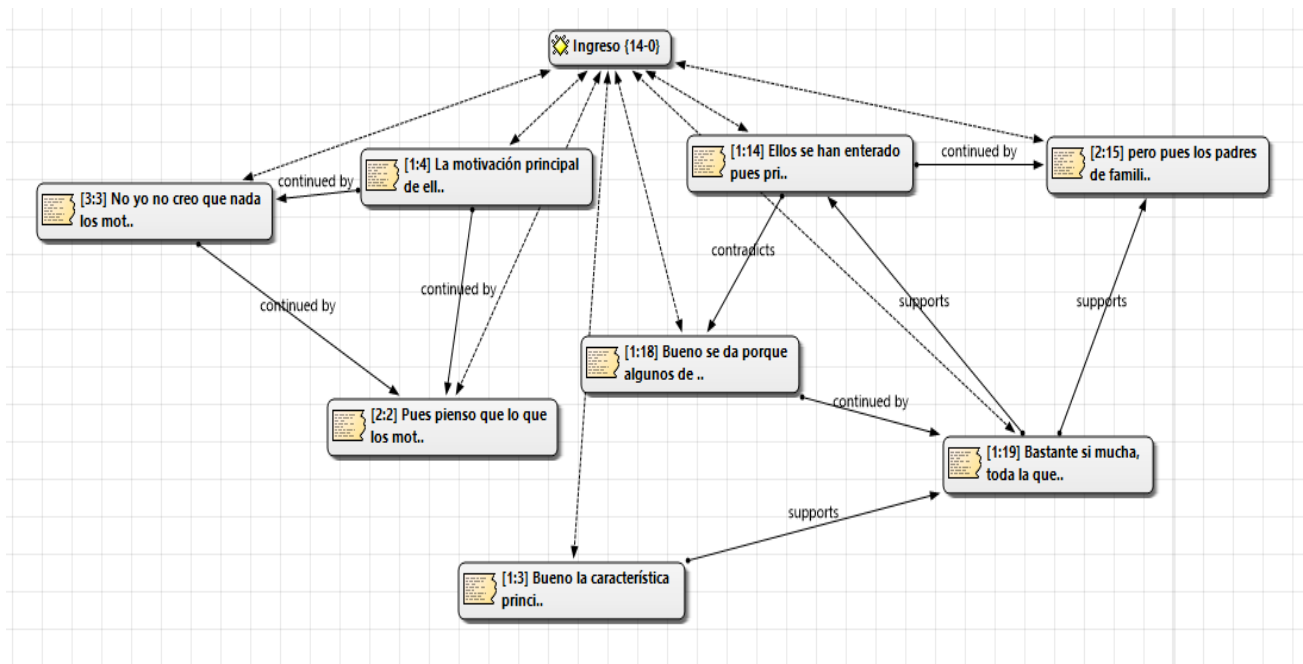 Ingreso {14-0}
[1:14] Ellos se han enterado
pues pri..
continued by
[2:15] pero pues los padres
de famili..
[1:4] La motivación principal
de ell..
continued by
[3:3] No yo no creo que nada
los mot..
contradicts
continued by
continued by
supports
supports
[1:18] Bueno se da porque
algunos de ..
continued by
[2:2] Pues pienso que lo que
los mot..
[1:19] Bastante si mucha,
toda la que..
supports
[1:3] Bueno la característica
princi..